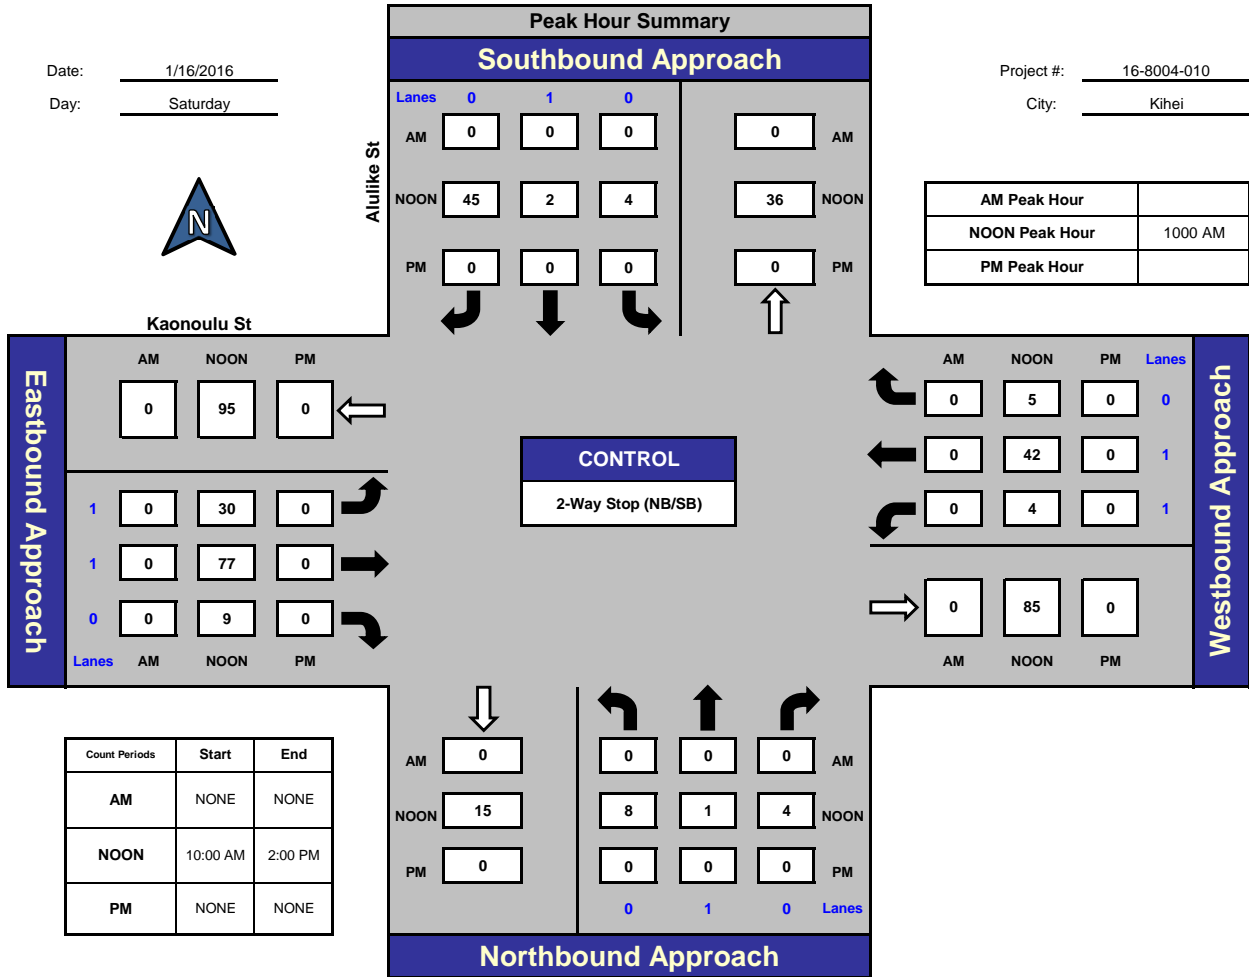 Peak Hour Summary
Southbound Approach
Date: 1/16/2016
Day: Saturday
Project #: 16-8004-010
City: Kihei
N
Alulike St
Lanes 0 1 0
AM 0 0 0 0 AM
NOON 45 2 4 36 NOON
PM 0 0 0 0 PM
AM Peak Hour
NOON Peak Hour 1000 AM
PM Peak Hour
Kaonoulu St
Eastbound Approach
AM NOON PM
0 95 0
1 0 30 0
1 0 77 0
0 0 9 0
Lanes AM NOON PM
CONTROL
2-Way Stop (NB/SB)
AM NOON PM Lanes
0 5 0 0
0 42 0 1
0 4 0 1
0 85 0
AM NOON PM
Westbound Approach
Count Periods Start End
AM NONE NONE
NOON 10:00 AM 2:00 PM
PM NONE NONE
AM 0 0 0 0 AM
NOON 15 8 1 4 NOON
PM 0 0 0 0 PM
0 1 0 Lanes
Northbound Approach